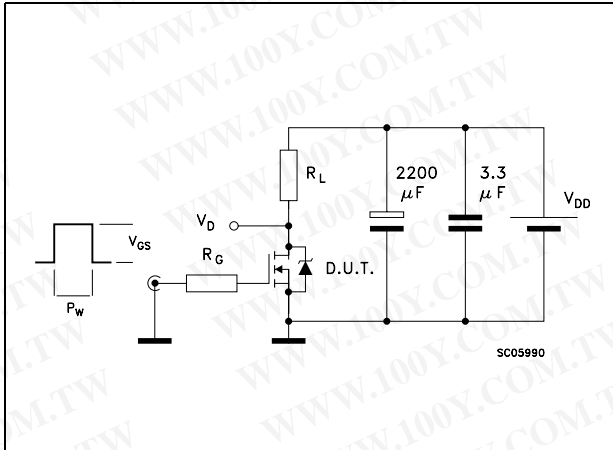 WWW.100Y.COM.TW
2200
μF
3.3
μF
R_L
V_DD
V_D
V_GS
R_G
D.U.T.
P_W
SC05990